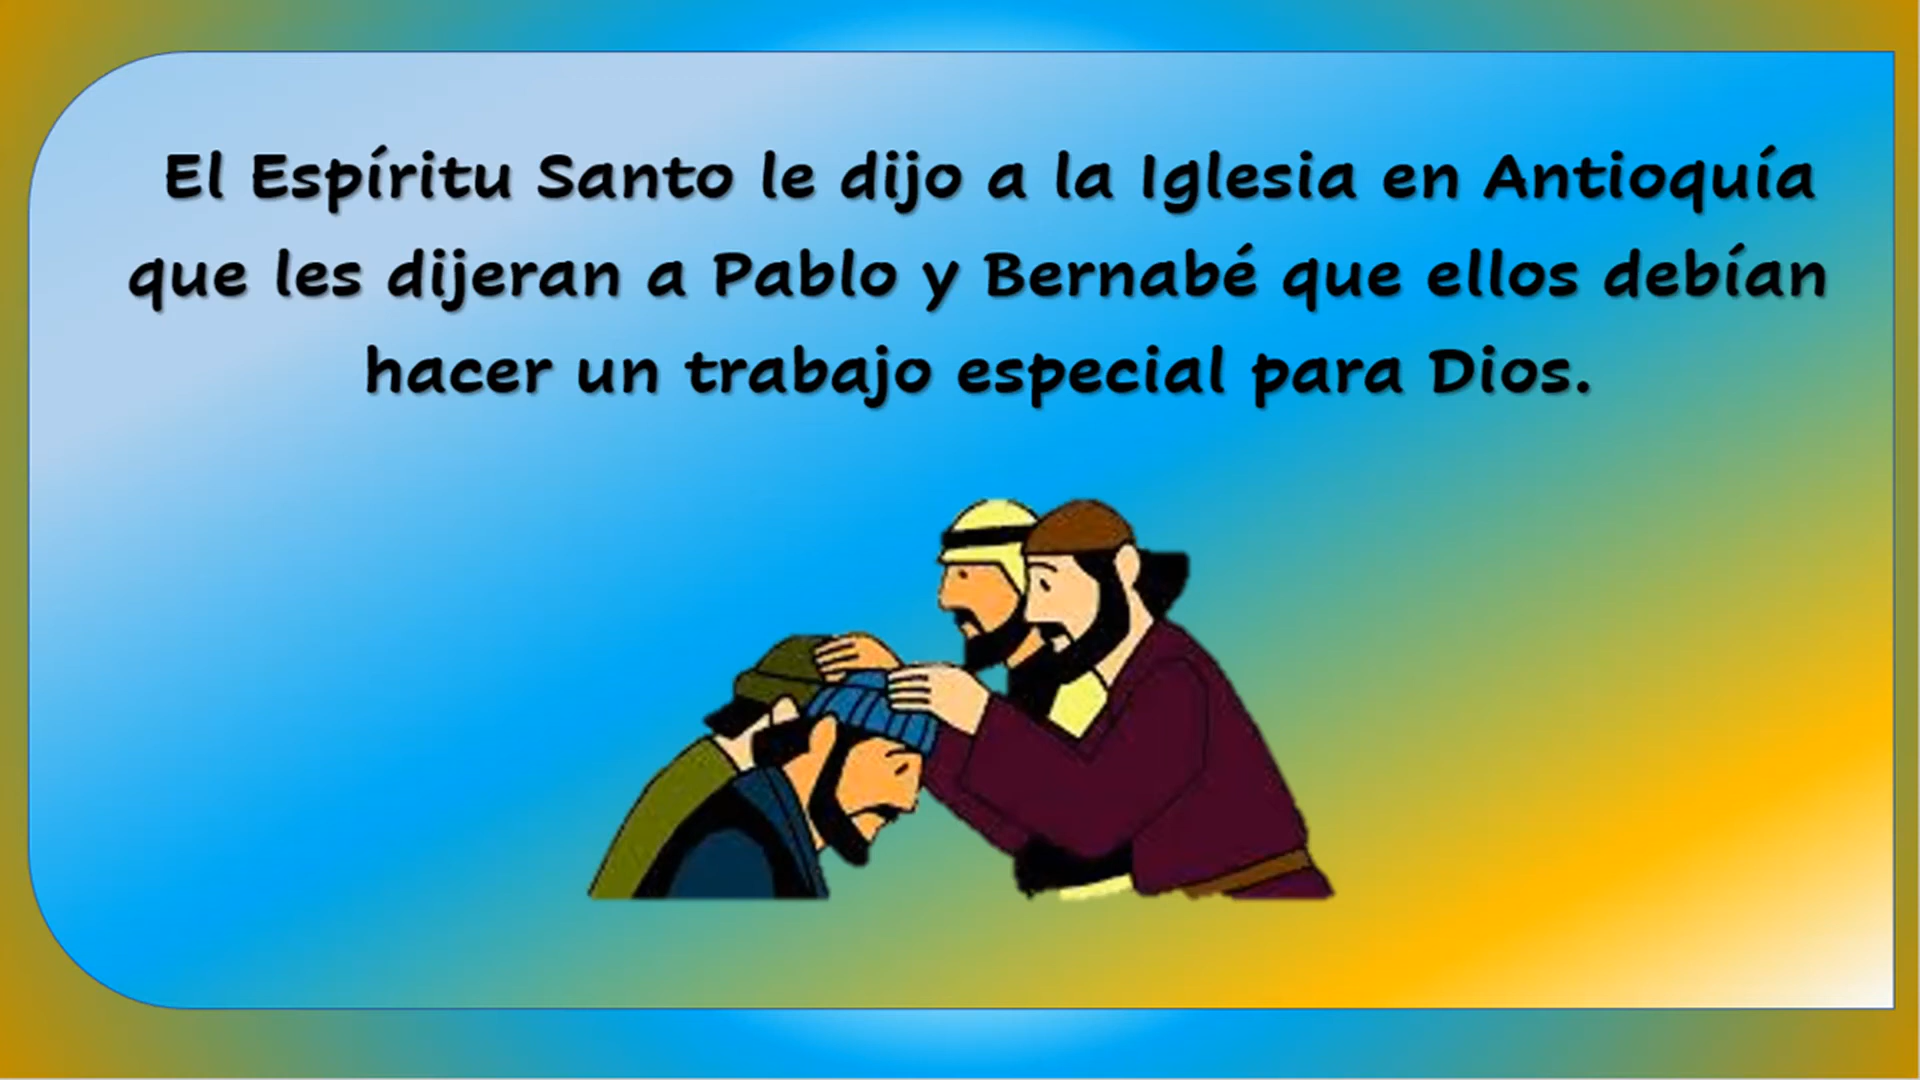 El Espíritu Santo le dijo a la Iglesia en Antioquía
que les dijeran a Pablo y Bernabé que ellos debían
hacer un trabajo especial para Dios.